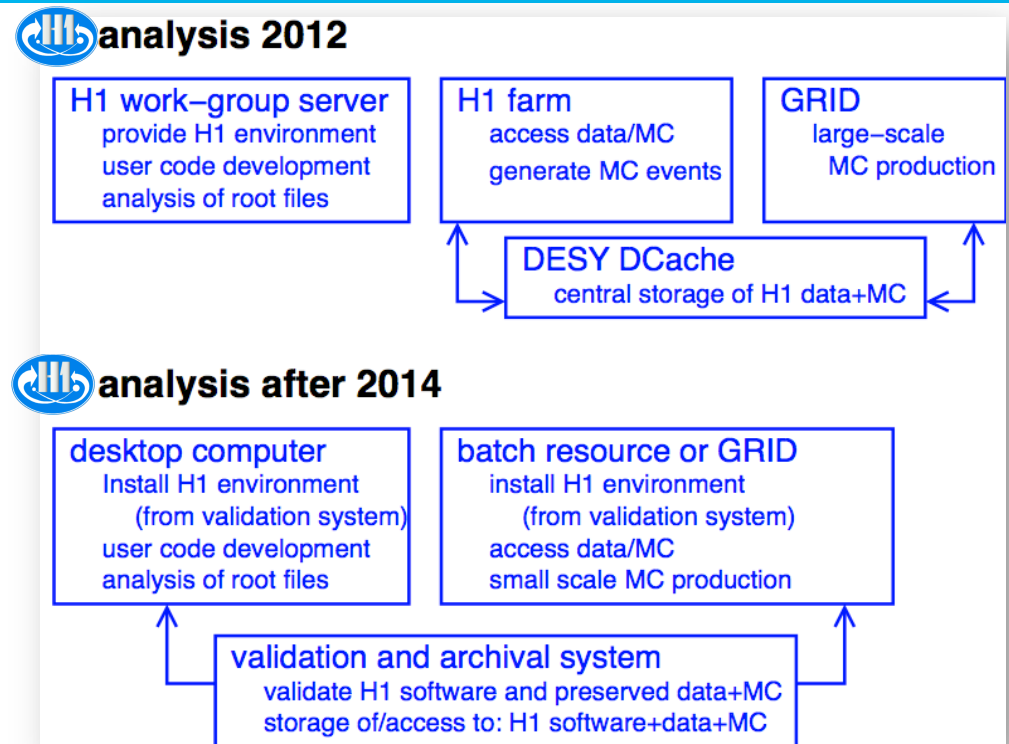 H1 analysis 2012
H1 work-group server
provide H1 environment
user code development
analysis of root files
H1 farm
access data/MC
generate MC events
GRID
large-scale
MC production
DESY DCache
central storage of H1 data+MC
H1 analysis after 2014
desktop computer
Install H1 environment
(from validation system)
user code development
analysis of root files
batch resource or GRID
install H1 environment
(from validation system)
access data/MC
small scale MC production
validation and archival system
validate H1 software and preserved data+MC
storage of/access to: H1 software+data+MC